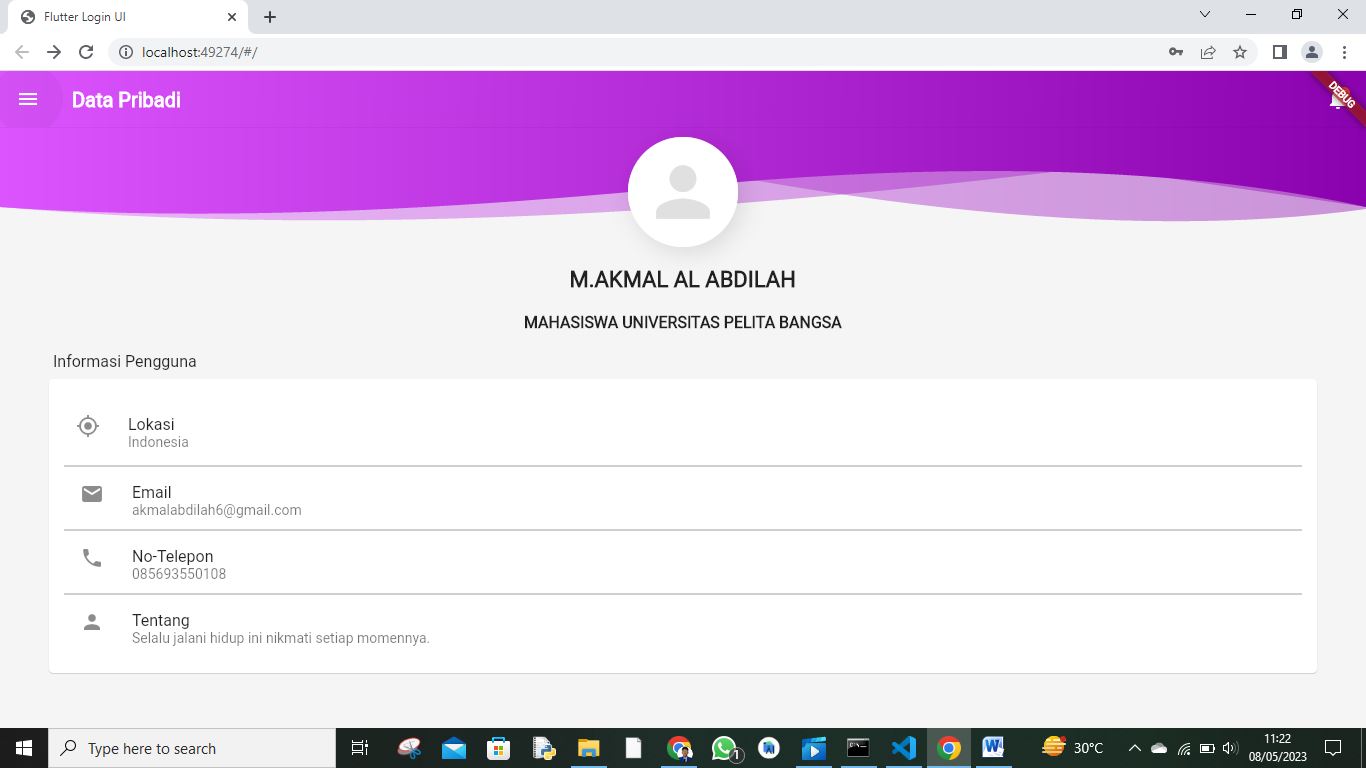 Flutter Login UI
localhost:49274/#/
Data Pribadi
DEBUG
M.AKMAL AL ABDILAH
MAHASISWA UNIVERSITAS PELITA BANGSA
Informasi Pengguna
Lokasi
Indonesia
Email
akmalabdilah6@gmail.com
No-Telepon
085693550108
Tentang
Selalu jalani hidup ini nikmati setiap momennya.
Type here to search
1
30°C
11:22
08/05/2023